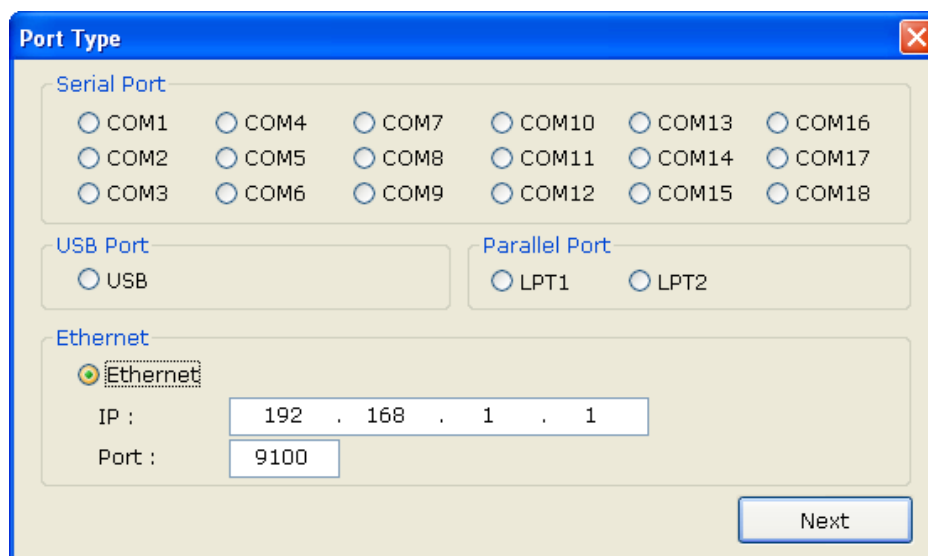 Port Type
Serial Port
COM1 COM4 COM7 COM10 COM13 COM16
COM2 COM5 COM8 COM11 COM14 COM17
COM3 COM6 COM9 COM12 COM15 COM18
USB Port
USB
Parallel Port
LPT1 LPT2
Ethernet
Ethernet
IP : 192 . 168 . 1 . 1
Port : 9100
Next